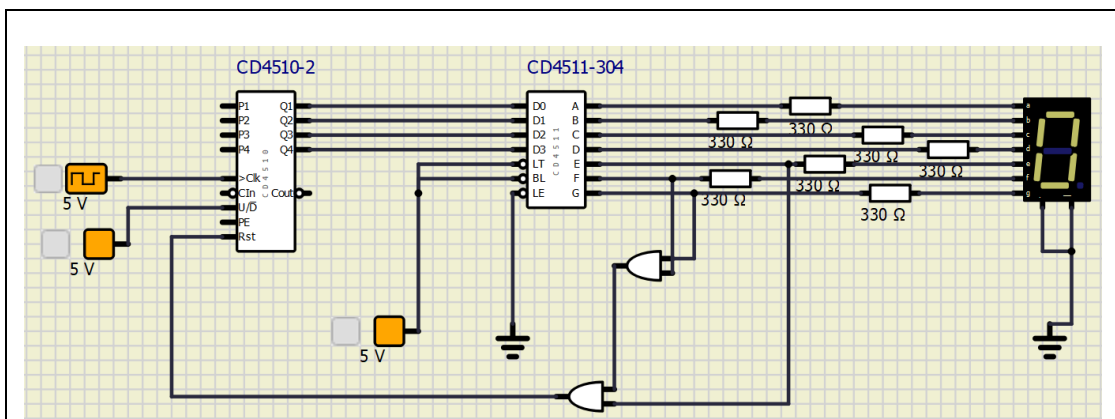 CD4510-2
CD4511-304
P1
P2
P3
P4
>Clk
CIn
U/D̅
PE
Rst
Q1
Q2
Q3
Q4
Cout
CD4510
D0
D1
D2
D3
LT
BL
LE
A
B
C
D
E
F
G
CD4511
330 Ω
330 Ω
330 Ω
330 Ω
330 Ω
330 Ω
330 Ω
a
b
c
d
e
f
g
5 V
5 V
5 V